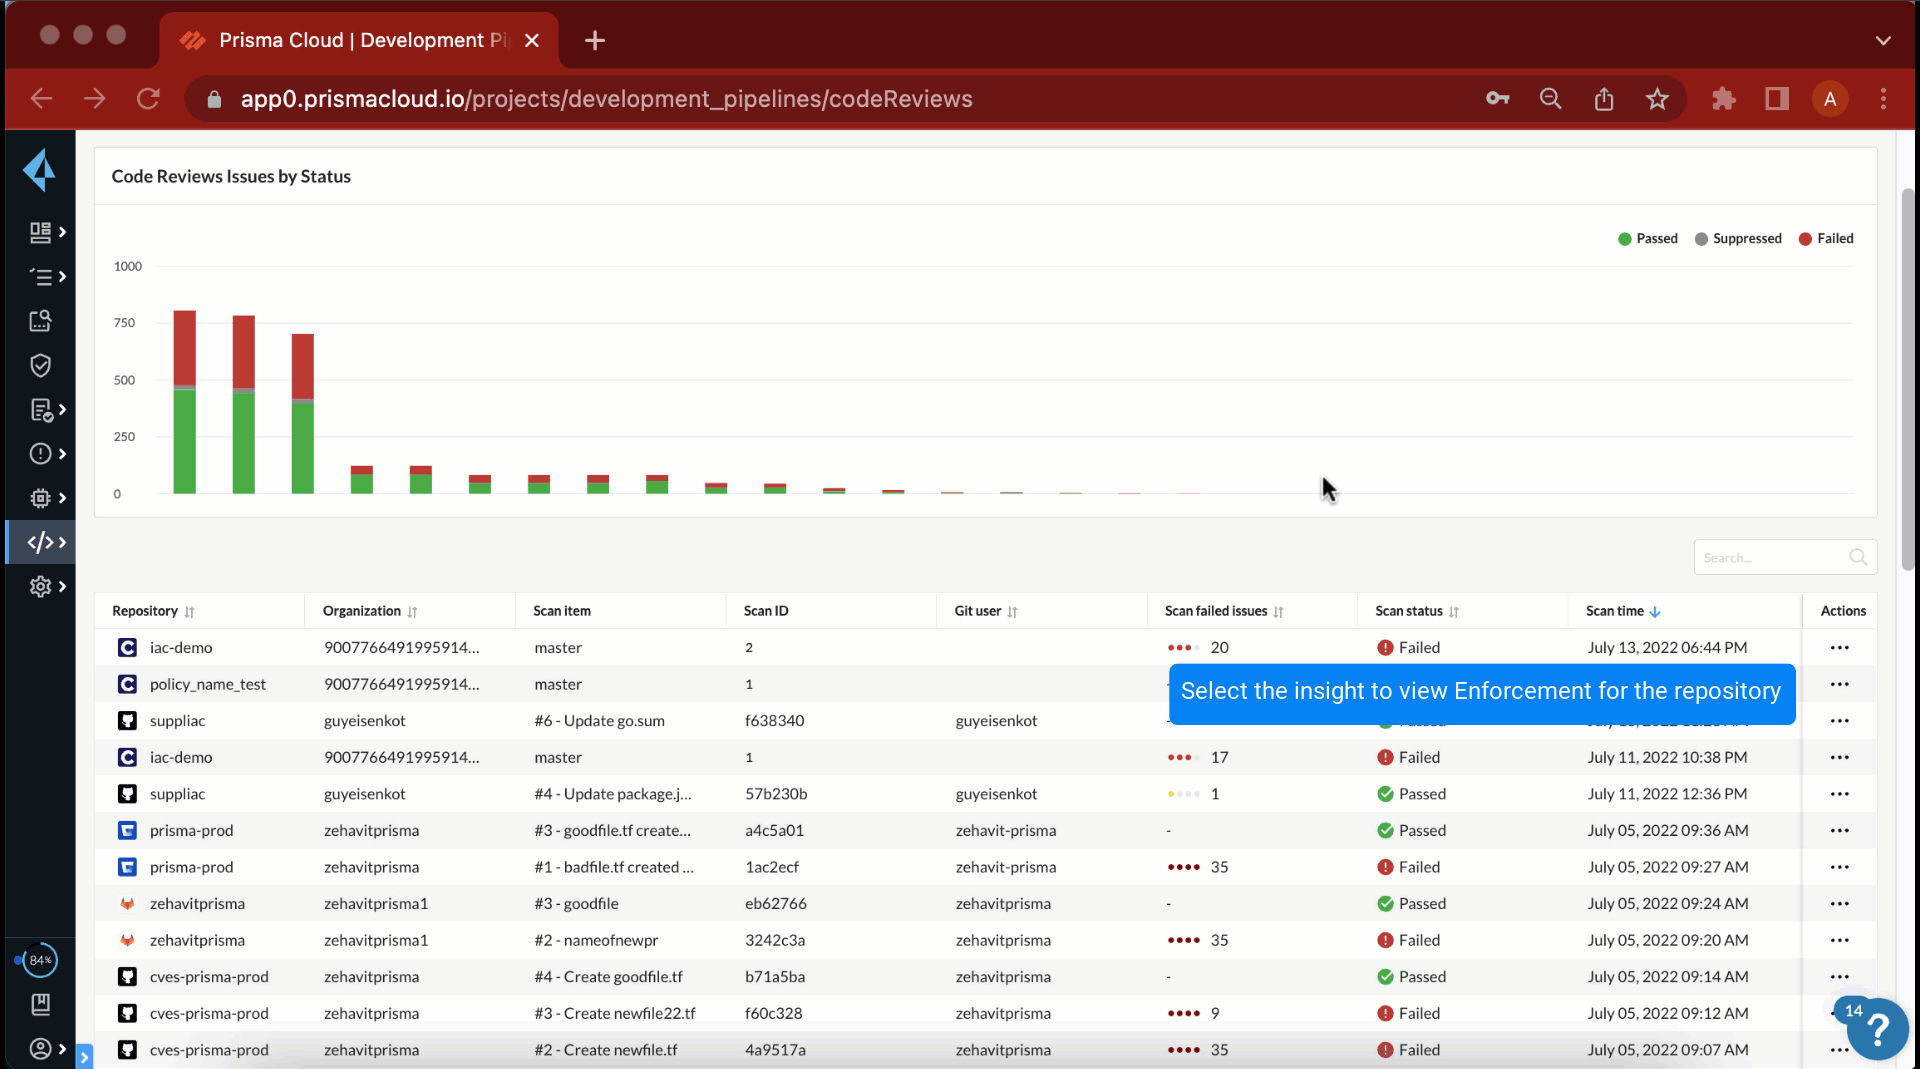 Prisma Cloud | Development Pi
app0.prismacloud.io/projects/development_pipelines/codeReviews
A
Code Reviews Issues by Status
Passed Suppressed Failed
1000
750
500
250
0
Search...
Repository Organization Scan item Scan ID Git user Scan failed issues Scan status Scan time Actions
iac-demo 9007766491995914... master 2 20 Failed July 13, 2022 06:44 PM ...
policy_name_test 9007766491995914... master 1 - ...
Select the insight to view Enforcement for the repository
suppliac guyeisenkot #6 - Update go.sum f638340 guyeisenkot - ...
iac-demo 9007766491995914... master 1 17 Failed July 11, 2022 10:38 PM ...
suppliac guyeisenkot #4 - Update package.j... 57b230b guyeisenkot 1 Passed July 11, 2022 12:36 PM ...
prisma-prod zehavitprisma #3 - goodfile.tf create... a4c5a01 zehavit-prisma - Passed July 05, 2022 09:36 AM ...
prisma-prod zehavitprisma #1 - badfile.tf created ... 1ac2ecf zehavit-prisma 35 Failed July 05, 2022 09:27 AM ...
zehavitprisma zehavitprisma1 #3 - goodfile eb62766 zehavitprisma - Passed July 05, 2022 09:24 AM ...
zehavitprisma zehavitprisma1 #2 - nameofnewpr 3242c3a zehavitprisma 35 Failed July 05, 2022 09:20 AM ...
cves-prisma-prod zehavitprisma #4 - Create goodfile.tf b71a5ba zehavitprisma - Passed July 05, 2022 09:14 AM ...
84%
cves-prisma-prod zehavitprisma #3 - Create newfile22.tf f60c328 zehavitprisma 9 Failed July 05, 2022 09:12 AM
14
?
cves-prisma-prod zehavitprisma #2 - Create newfile.tf 4a9517a zehavitprisma 35 Failed July 05, 2022 09:07 AM ...